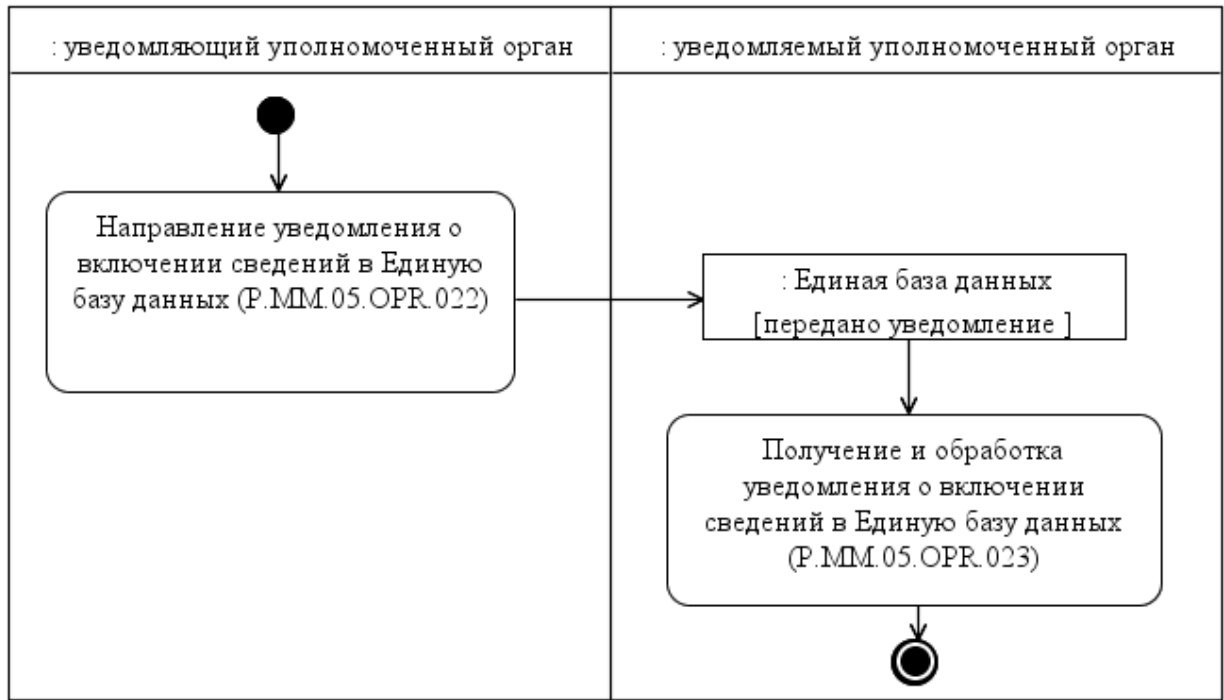 : уведомляющий уполномоченный орган
: уведомляемый уполномоченный орган
Направление уведомления о
включении сведений в Единую
базу данных (P.MM.05.OPR.022)
: Единая база данных
[передано уведомление ]
Получение и обработка
уведомления о включении
сведений в Единую базу данных
(P.MM.05.OPR.023)